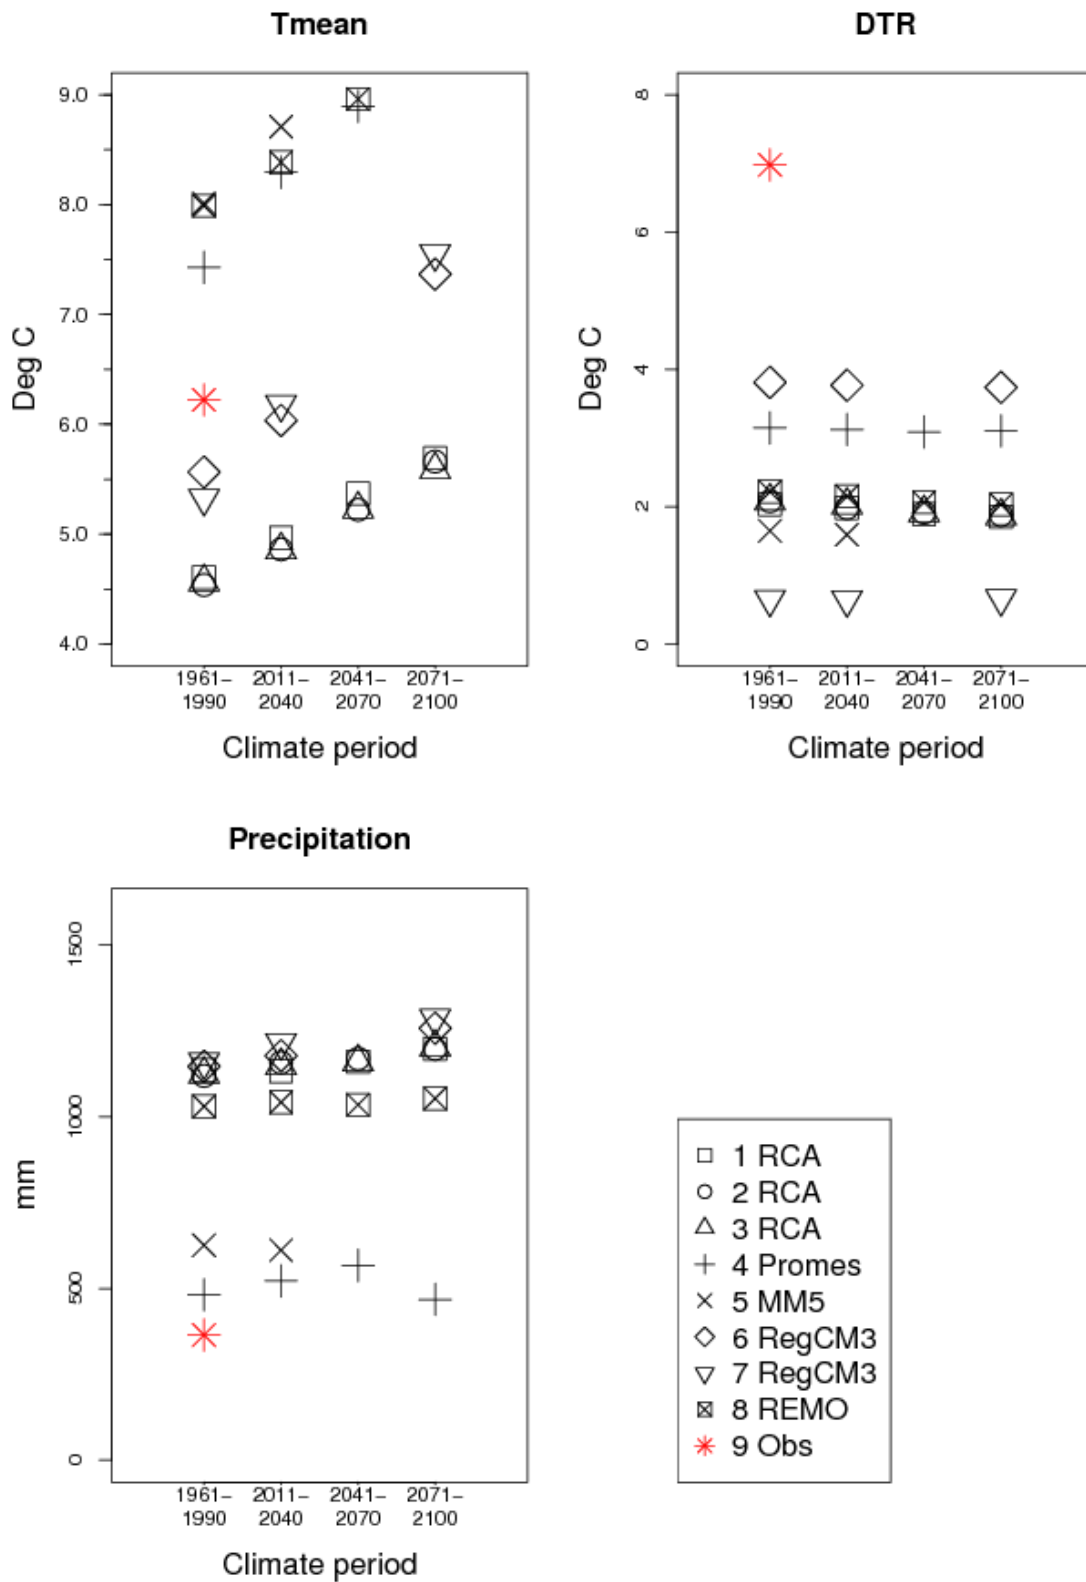 Tmean
9.0
8.0
7.0
6.0
5.0
4.0
Deg C
1961–
1990
2011–
2040
2041–
2070
2071–
2100
Climate period
DTR
8
6
4
2
0
Deg C
1961–
1990
2011–
2040
2041–
2070
2071–
2100
Climate period
Precipitation
1500
1000
500
0
mm
1961–
1990
2011–
2040
2041–
2070
2071–
2100
Climate period
1 RCA
2 RCA
3 RCA
4 Promes
5 MM5
6 RegCM3
7 RegCM3
8 REMO
9 Obs